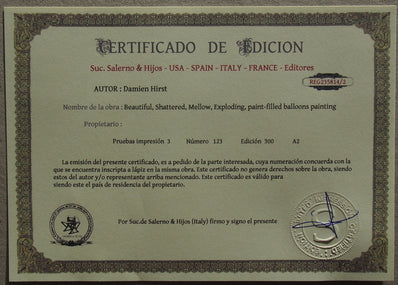 CERTIFICADO DE EDICION
Suc. Salerno & Hijos - USA - SPAIN - ITALY - FRANCE - Editores
REG255814/2
AUTOR : Damien Hirst
Nombre de la obra : Beautiful, Shattered, Mellow, Exploding, paint-filled balloons painting
Propietario :
Pruebas impresión 3 Número 123 Edición 300 A2
La emisión del presente certificado, es a pedido de la parte interesada, cuya numeración concuerda con la
que se encuentra inscripta a lápiz en la misma obra. Este certificado no genera derechos sobre la obra, siendo
estos del autor y/o representante arriba mencionado. Este certificado es válido para
siendo este el país de residencia del propietario.
Por Suc.de Salerno & Hijos (Italy) firmo y signo el presente